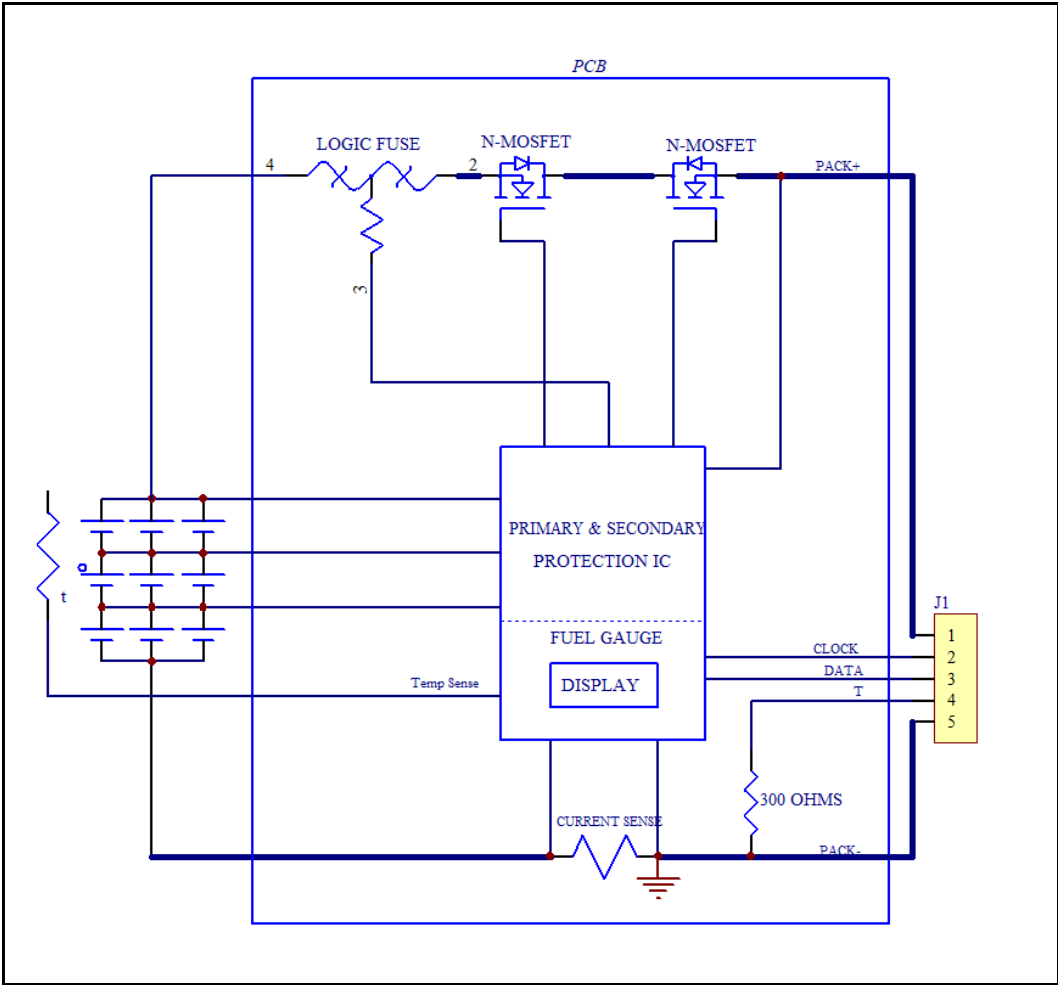 PCB
LOGIC FUSE
N-MOSFET
N-MOSFET
4
2
PACK+
3
PRIMARY & SECONDARY
PROTECTION IC
t
J1
1
FUEL GAUGE
CLOCK
2
DATA
3
Temp Sense
DISPLAY
T
4
5
300 OHMS
CURRENT SENSE
PACK-